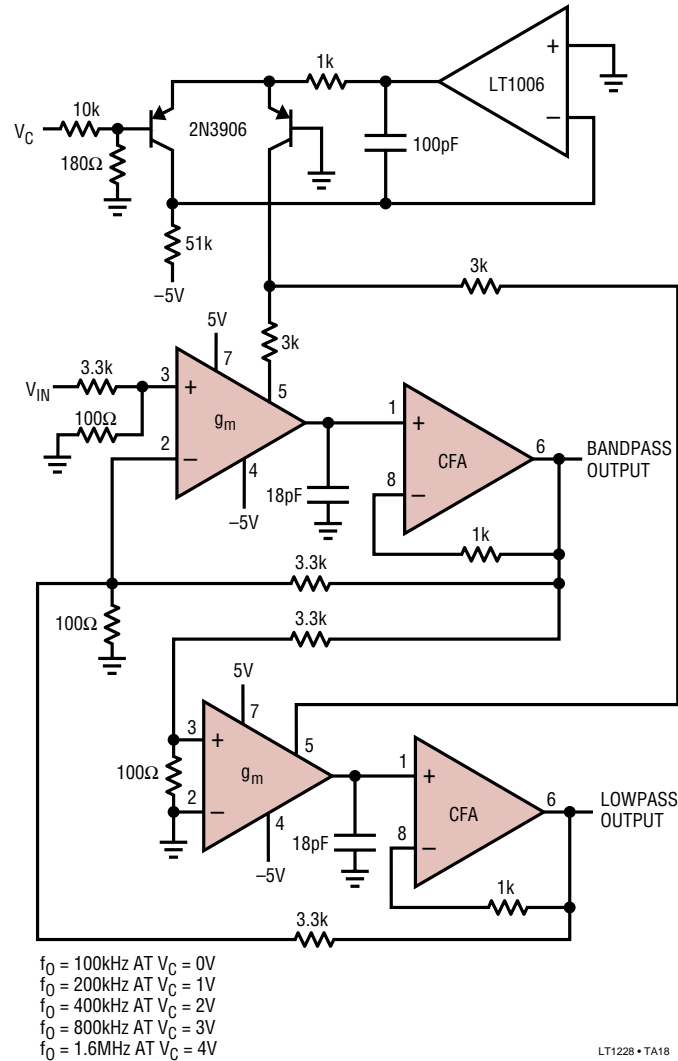 1k
+
LT1006
−
10k
V_C
2N3906
180Ω
100pF
51k
−5V
3k
3k
5V
7
3.3k
V_IN
3
+
5
100Ω
g_m
1
+
2
−
CFA
6
BANDPASS
OUTPUT
4
8
−
18pF
−5V
1k
3.3k
100Ω
3.3k
5V
7
3
+
5
100Ω
g_m
1
+
2
−
CFA
6
LOWPASS
OUTPUT
4
8
−
18pF
−5V
1k
3.3k
f_O = 100kHz AT V_C = 0V
f_O = 200kHz AT V_C = 1V
f_O = 400kHz AT V_C = 2V
f_O = 800kHz AT V_C = 3V
f_O = 1.6MHz AT V_C = 4V
LT1228 • TA18